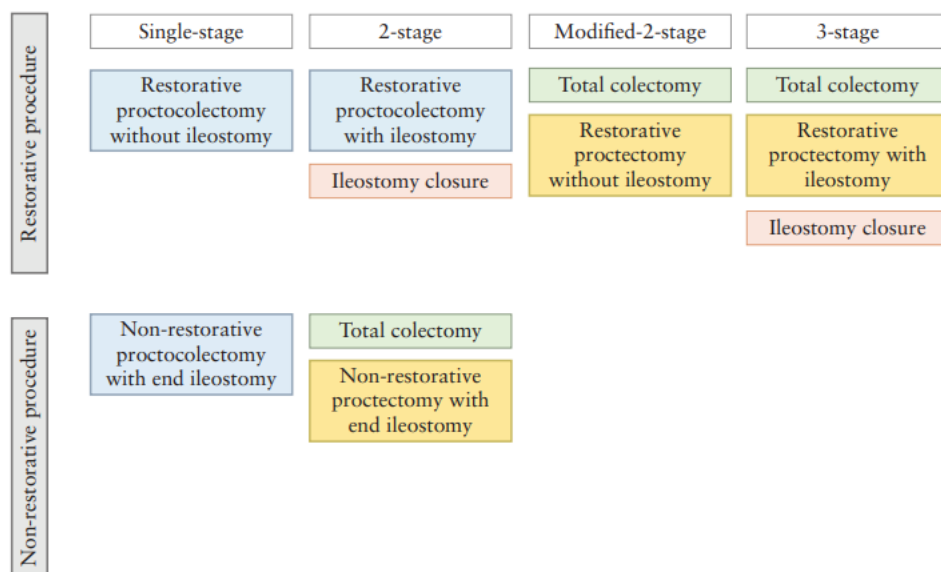 Restorative procedure
Single-stage
2-stage
Modified-2-stage
3-stage
Restorative
proctocolectomy
without ileostomy
Restorative
proctocolectomy
with ileostomy
Ileostomy closure
Total colectomy
Restorative
proctectomy
without ileostomy
Total colectomy
Restorative
proctectomy with
ileostomy
Ileostomy closure
Non-restorative procedure
Non-restorative
proctocolectomy
with end ileostomy
Total colectomy
Non-restorative
proctectomy with
end ileostomy